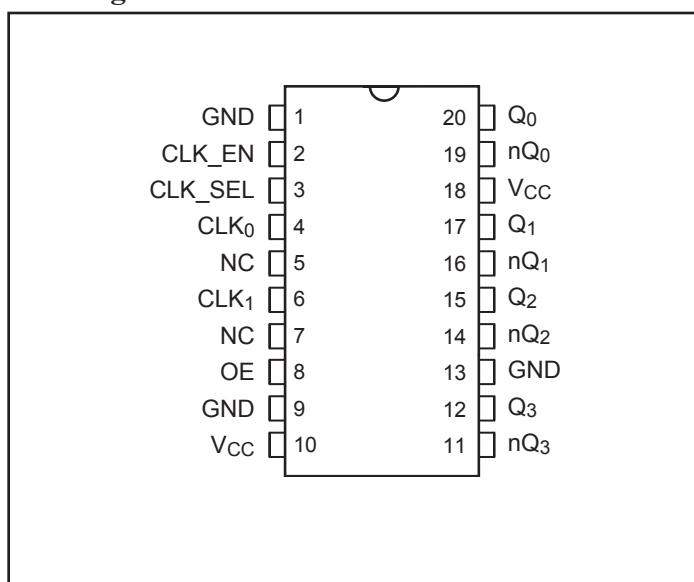 GND 1 20 Q0
CLK_EN 2 19 nQ0
CLK_SEL 3 18 VCC
CLK0 4 17 Q1
NC 5 16 nQ1
CLK1 6 15 Q2
NC 7 14 nQ2
OE 8 13 GND
GND 9 12 Q3
VCC 10 11 nQ3